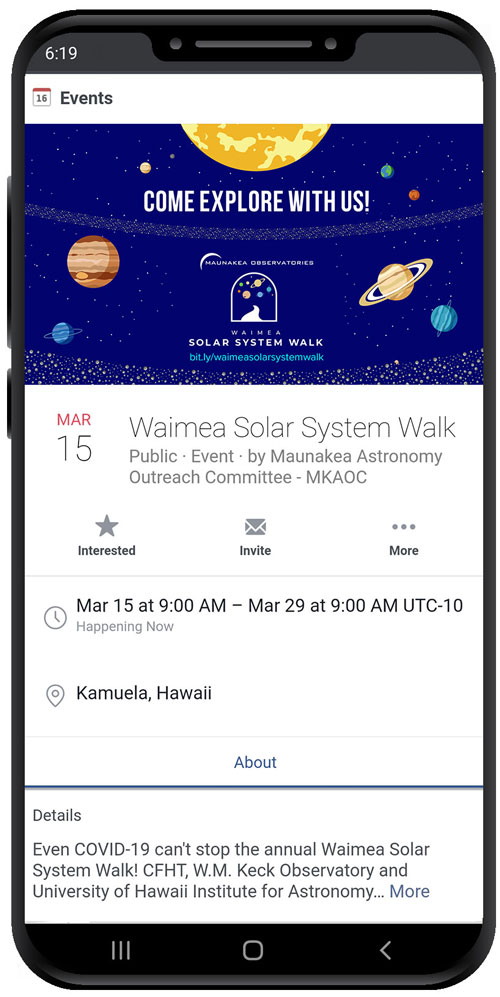 6:19
16
Events
COME EXPLORE WITH US!
MAUNAKEA OBSERVATORIES
WAIMEA
SOLAR SYSTEM WALK
bit.ly/waimeasolarsystemwalk
MAR
15
Waimea Solar System Walk
Public · Event · by Maunakea Astronomy
Outreach Committee - MKAOC
Interested
Invite
More
Mar 15 at 9:00 AM – Mar 29 at 9:00 AM UTC-10
Happening Now
Kamuela, Hawaii
About
Details
Even COVID-19 can't stop the annual Waimea Solar
System Walk! CFHT, W.M. Keck Observatory and
University of Hawaii Institute for Astronomy... More